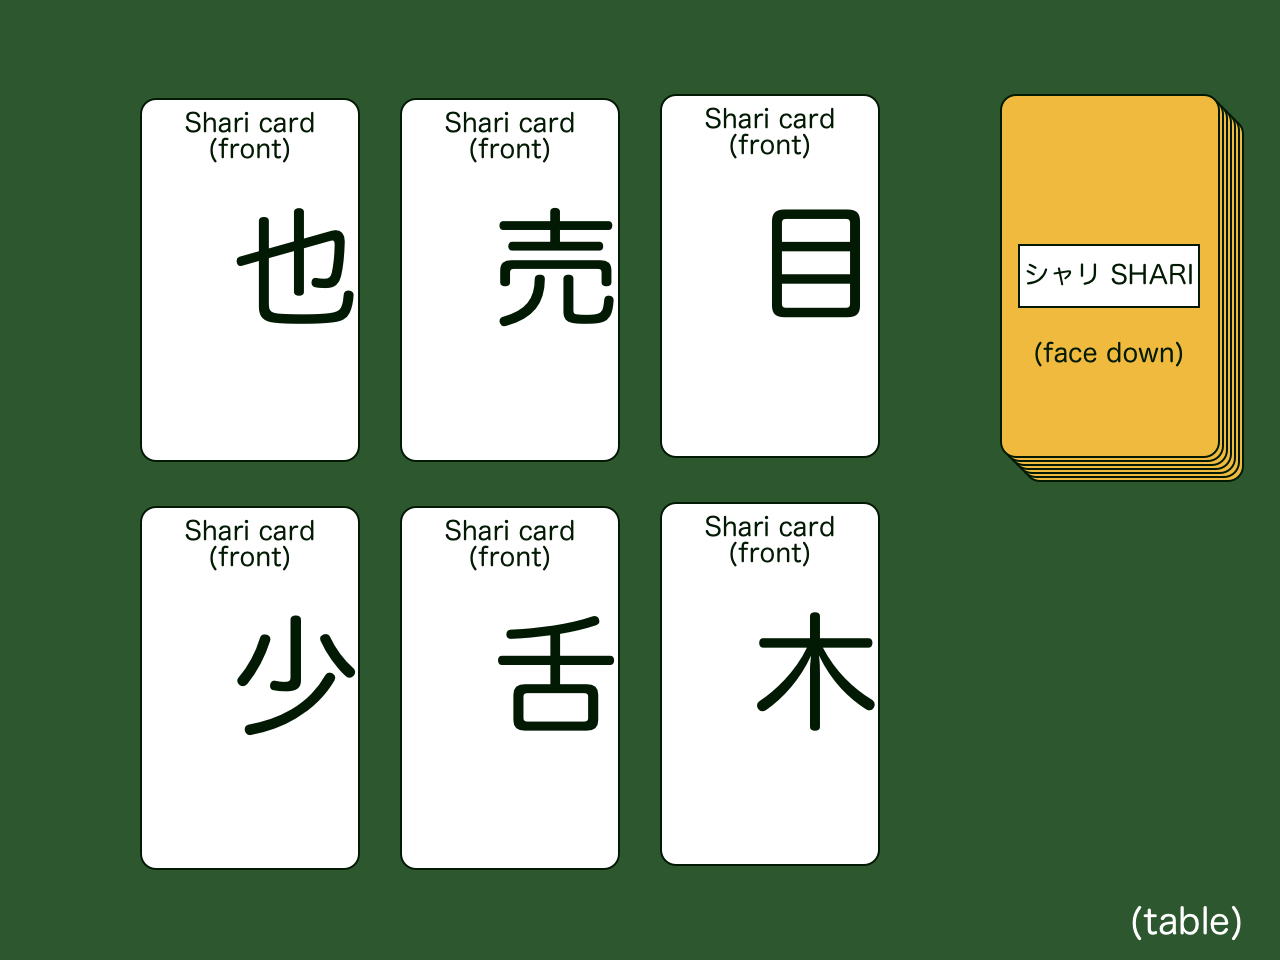 Shari card
(front)
也
Shari card
(front)
売
Shari card
(front)
目
シャリ SHARI
(face down)
Shari card
(front)
少
Shari card
(front)
舌
Shari card
(front)
木
(table)